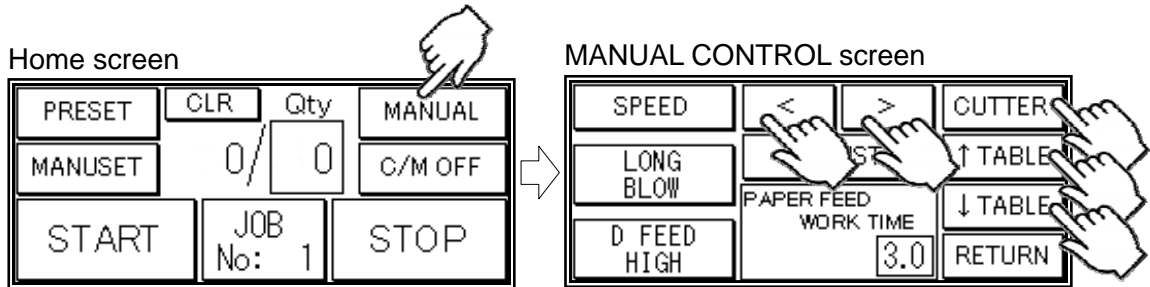 Home screen
PRESET
CLR
Qty
MANUAL
MANUSET
0/
0
C/M OFF
START
JOB
No: 1
STOP
MANUAL CONTROL screen
SPEED
<
>
CUTTER
LONG
BLOW
↑ TABLE
PAPER FEED
WORK TIME
3.0
↓ TABLE
D FEED
HIGH
RETURN